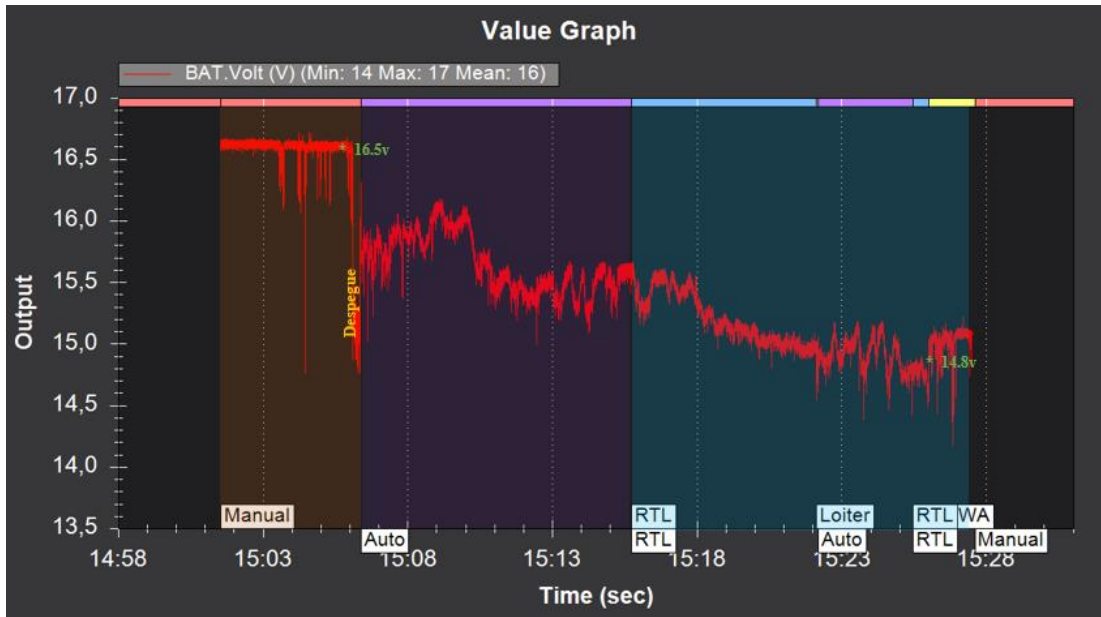 Value Graph
BAT.Volt (V) (Min: 14 Max: 17 Mean: 16)
17,0
16,5
16,0
15,5
15,0
14,5
14,0
13,5
Output
16.5v
Despegue
14.8v
Manual
RTL
Loiter
RTL WA
Auto
RTL
Auto
RTL
Manual
14:58
15:03
15:08
15:13
15:18
15:23
15:28
Time (sec)